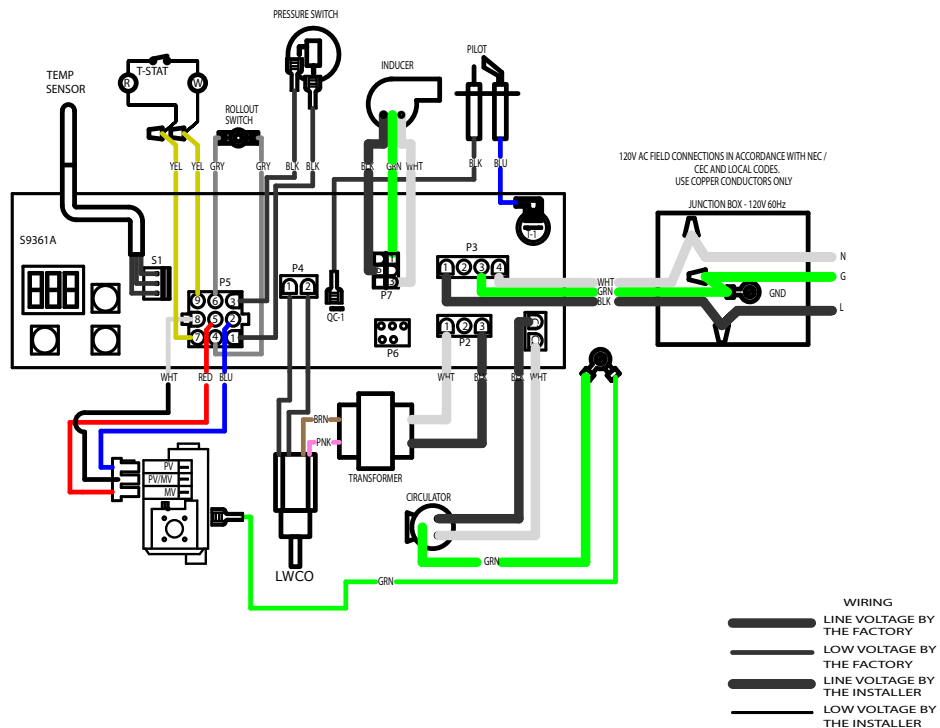 PRESSURE SWITCH
T-STAT
R
W
TEMP
SENSOR
ROLLOUT
SWITCH
INDUCER
PILOT
YEL
YEL
GRY
GRY
BLK
BLK
BLK
GRN
WHT
BLK
BLU
120V AC FIELD CONNECTIONS IN ACCORDANCE WITH NEC /
CEC AND LOCAL CODES.
USE COPPER CONDUCTORS ONLY
JUNCTION BOX - 120V 60Hz
N
G
L
GND
S9361A
S1
P5
9 6 3
8 5 2
7 4 1
P4
1 2
QC-1
P7
P6
P3
1 2 3 4
P2
1 2 3
T-1
WHT
GRN
BLK
WHT
RED
BLU
WHT
BLK
BLK
WHT
BRN
PNK
TRANSFORMER
PV
PV/MV
MV
LWCO
CIRCULATOR
GRN
GRN
WIRING
LINE VOLTAGE BY
THE FACTORY
LOW VOLTAGE BY
THE FACTORY
LINE VOLTAGE BY
THE INSTALLER
LOW VOLTAGE BY
THE INSTALLER